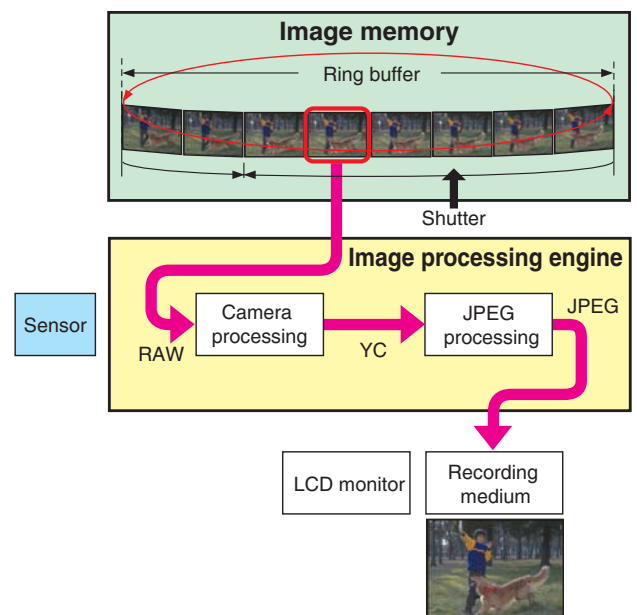 Image memory
Ring buffer
Shutter
Image processing engine
Sensor
Camera
processing
JPEG
processing
JPEG
RAW
YC
LCD monitor
Recording
medium